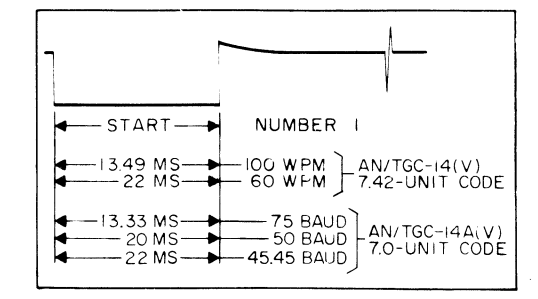 START NUMBER 1
13.49 MS 100 WPM AN/TGC-14(V)
22 MS 60 WPM 7.42-UNIT CODE
13.33 MS 75 BAUD AN/TGC-14A(V)
20 MS 50 BAUD 7.0-UNIT CODE
22 MS 45.45 BAUD